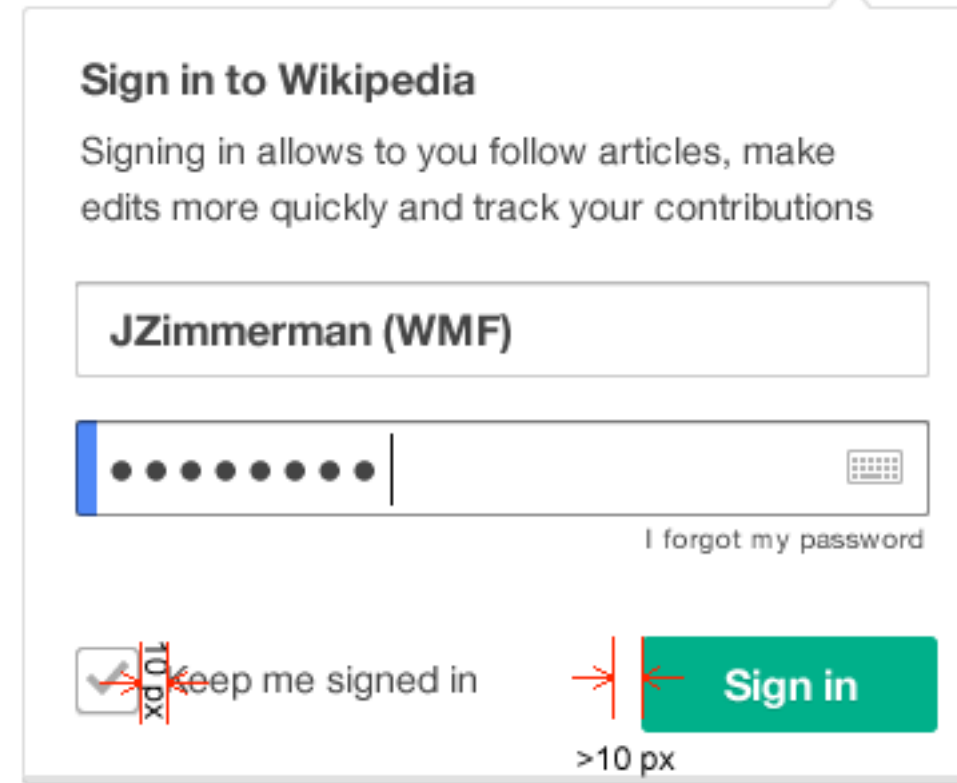 Sign in to Wikipedia
Signing in allows to you follow articles, make
edits more quickly and track your contributions
JZimmerman (WMF)
I forgot my password
10 px
Keep me signed in
Sign in
>10 px